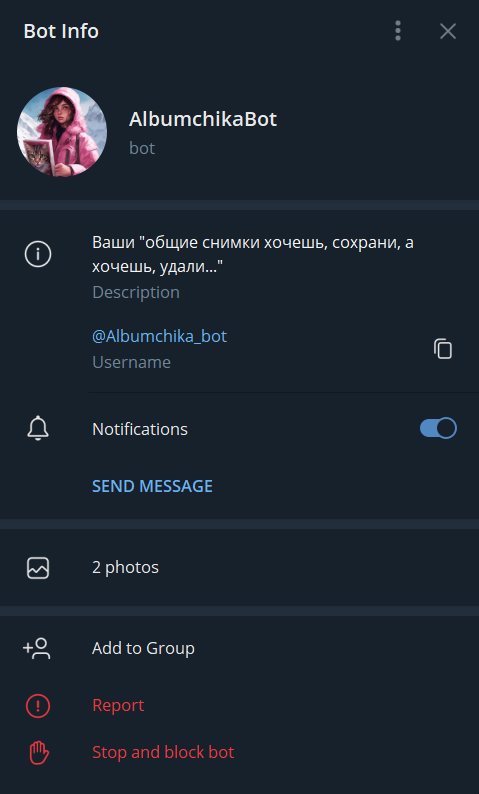 Bot Info
AlbumchikaBot
bot
Ваши "общие снимки хочешь, сохрани, а
хочешь, удали..."
Description
@Albumchika_bot
Username
Notifications
SEND MESSAGE
2 photos
Add to Group
Report
Stop and block bot